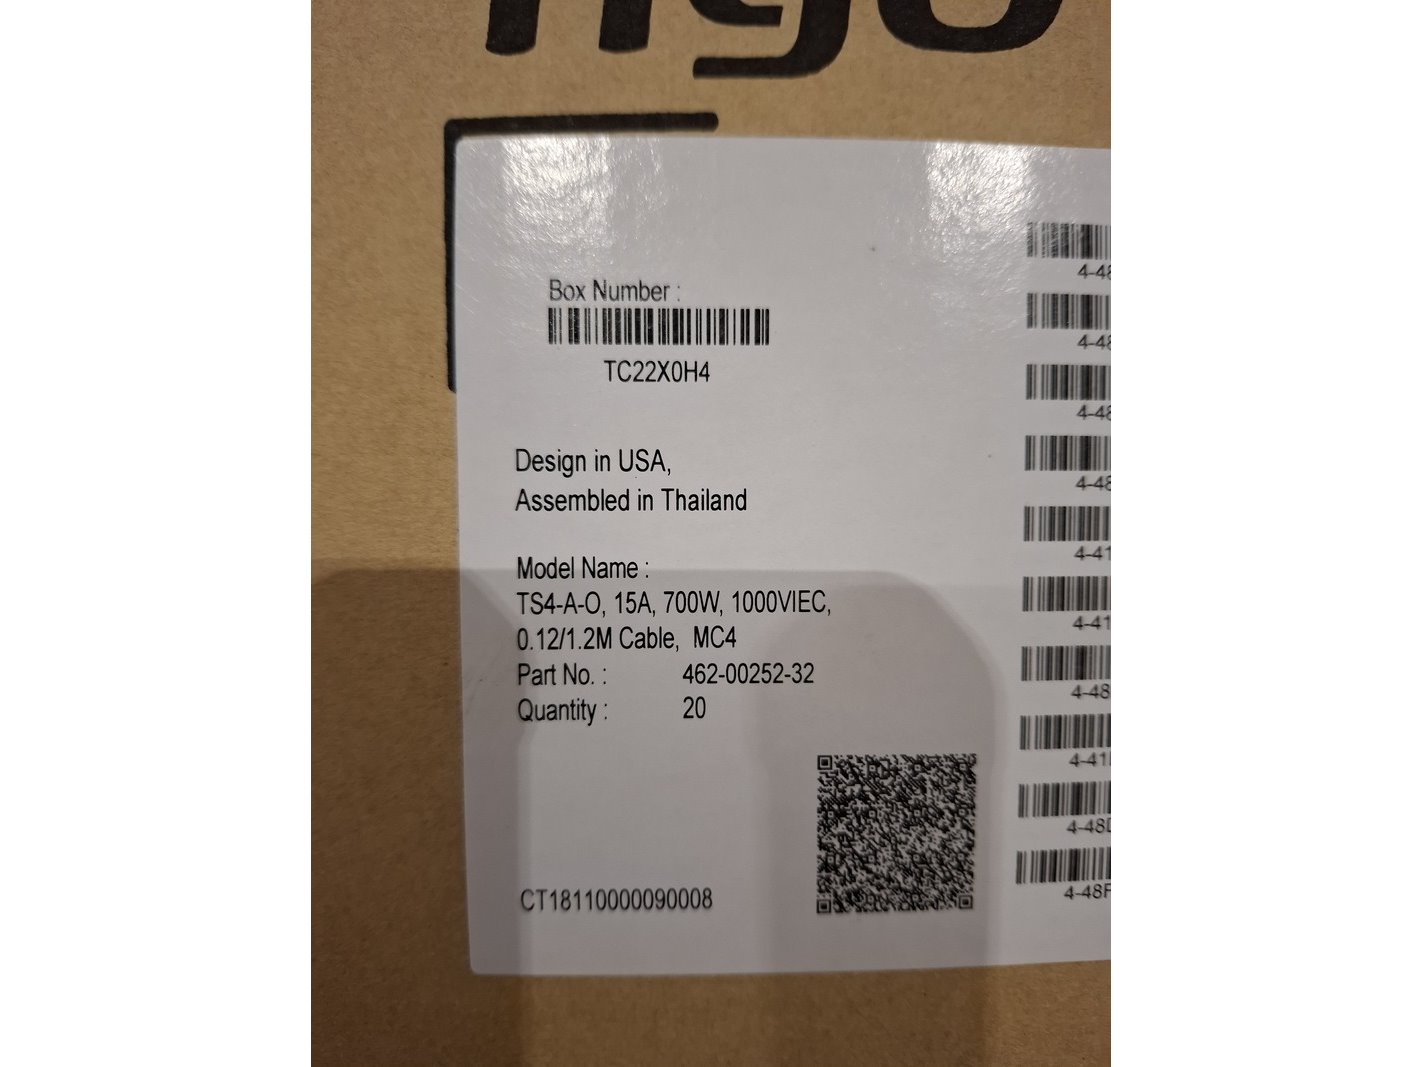 Box Number :
TC22X0H4
Design in USA,
Assembled in Thailand
Model Name :
TS4-A-O, 15A, 700W, 1000VIEC,
0.12/1.2M Cable, MC4
Part No. : 462-00252-32
Quantity : 20
CT18110000090008